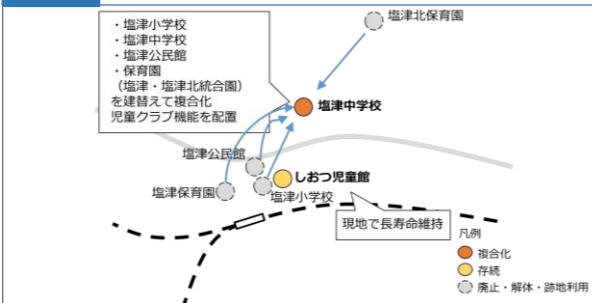 ・塩津小学校
・塩津中学校
・塩津公民館
・保育園
（塩津・塩津北統合園）
を建替えて複合化
児童クラブ機能を配置
塩津北保育園
塩津中学校
塩津公民館
しおつ児童館
塩津保育園
塩津小学校
現地で長寿命維持
凡例
複合化
存続
廃止・解体・跡地利用